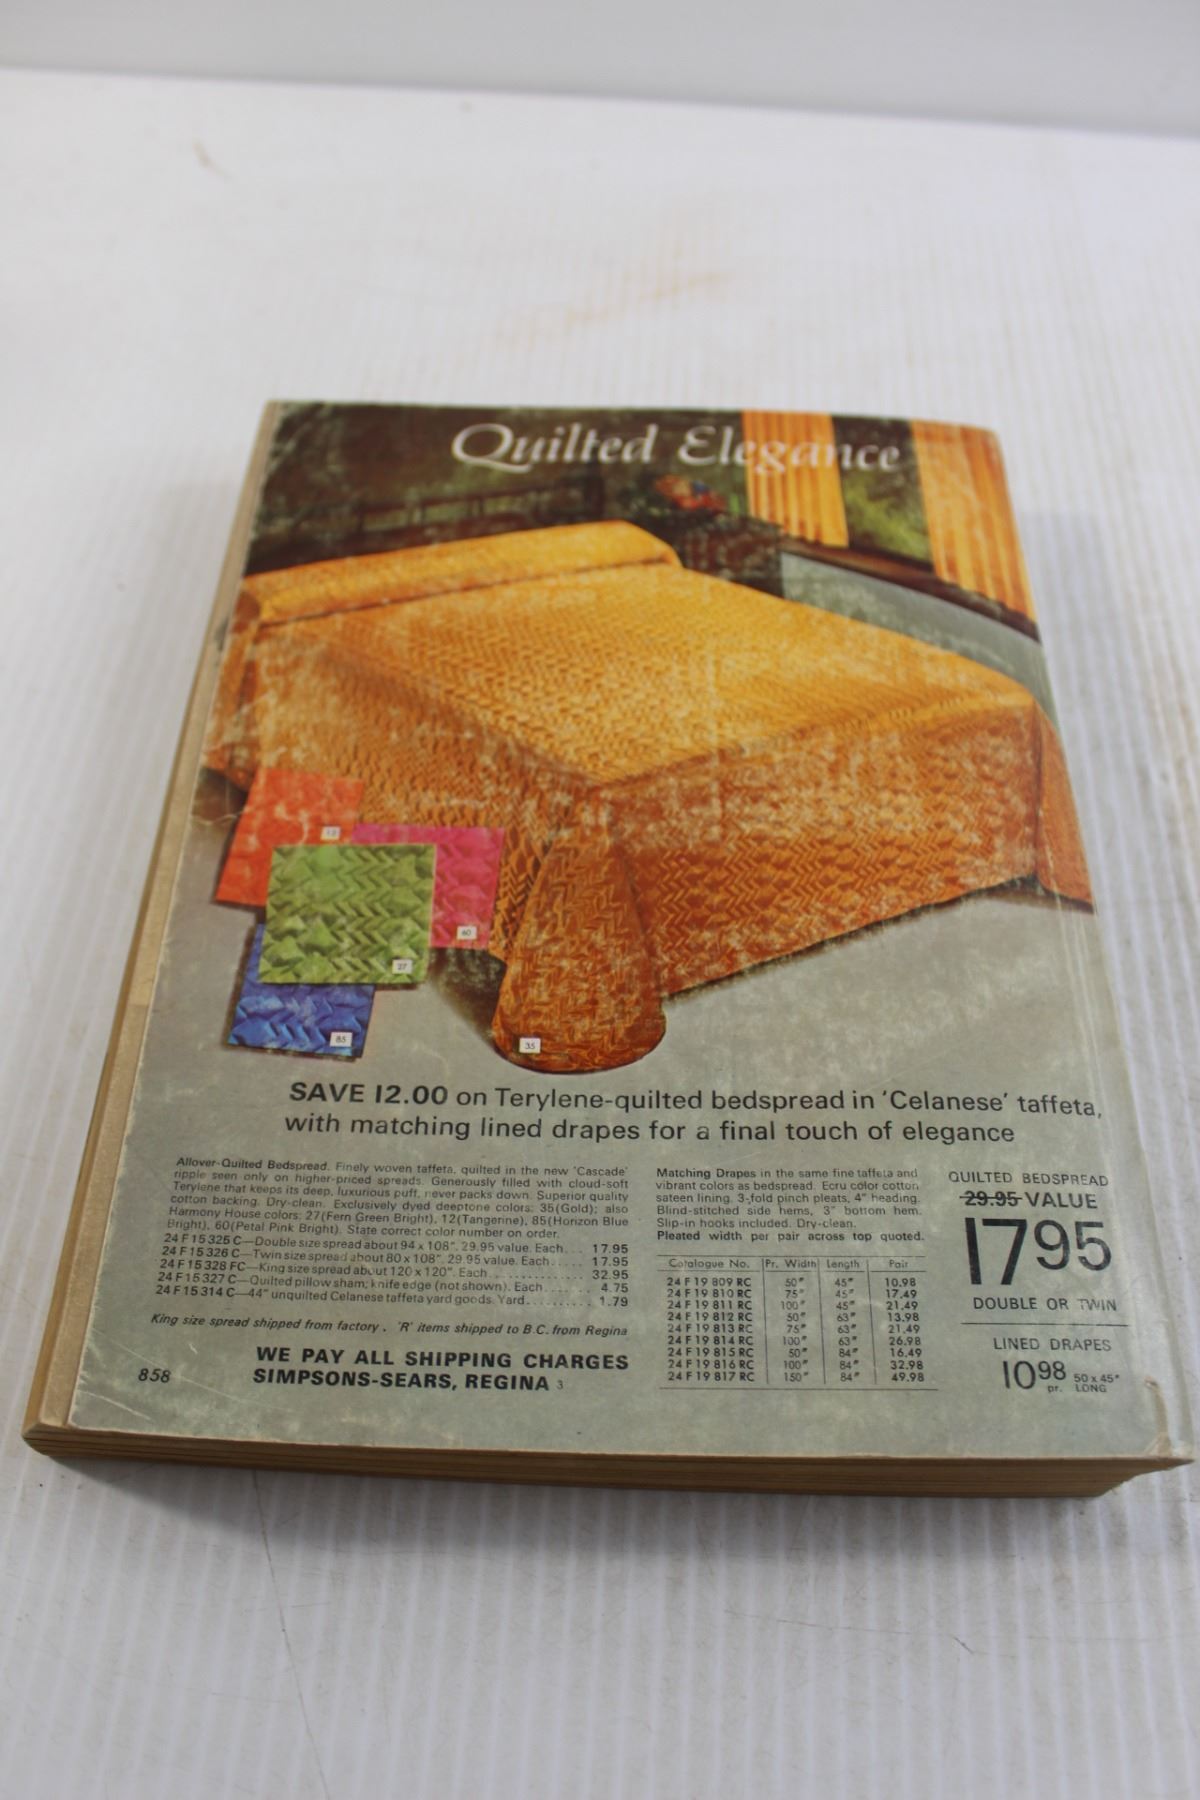 Quilted Elegance
12
60
27
85
35
SAVE 12.00 on Terylene-quilted bedspread in 'Celanese' taffeta,
with matching lined drapes for a final touch of elegance
Allover-Quilted Bedspread. Finely woven taffeta, quilted in the new 'Cascade'
ripple seen only on higher-priced spreads. Generously filled with cloud-soft
Terylene that keeps its deep, luxurious puff, never packs down. Superior quality
cotton backing. Dry-clean. Exclusively dyed deeptone colors: 35(Gold); also
Harmony House colors: 27(Fern Green Bright), 12(Tangerine), 85(Horizon Blue
Bright), 60(Petal Pink Bright). State correct color number on order.
24 F 15 325 C—Double size spread about 94 x 108". 29.95 value. Each... 17.95
24 F 15 326 C—Twin size spread about 80 x 108". 29.95 value. Each..... 17.95
24 F 15 328 FC—King size spread about 120 x 120". Each............. 32.95
24 F 15 327 C—Quilted pillow sham; knife edge (not shown). Each....... 4.75
24 F 15 314 C—44" unquilted Celanese taffeta yard goods. Yard.......... 1.79
King size spread shipped from factory. 'R' items shipped to B.C. from Regina
WE PAY ALL SHIPPING CHARGES
SIMPSONS-SEARS, REGINA 3
858
Matching Drapes in the same fine taffeta and
vibrant colors as bedspread. Ecru color cotton
sateen lining. 3-fold pinch pleats, 4" heading.
Blind-stitched side hems, 3" bottom hem.
Slip-in hooks included. Dry-clean.
Pleated width per pair across top quoted.
Catalogue No. Pr. Width Length Pair
24 F 19 809 RC 50" 45" 10.98
24 F 19 810 RC 75" 45" 17.49
24 F 19 811 RC 100" 45" 21.49
24 F 19 812 RC 50" 63" 13.98
24 F 19 813 RC 75" 63" 21.49
24 F 19 814 RC 100" 63" 26.98
24 F 19 815 RC 50" 84" 16.49
24 F 19 816 RC 100" 84" 32.98
24 F 19 817 RC 150" 84" 49.98
QUILTED BEDSPREAD
29.95 VALUE
1795
DOUBLE OR TWIN
LINED DRAPES
1098 pr. 50 x 45" LONG